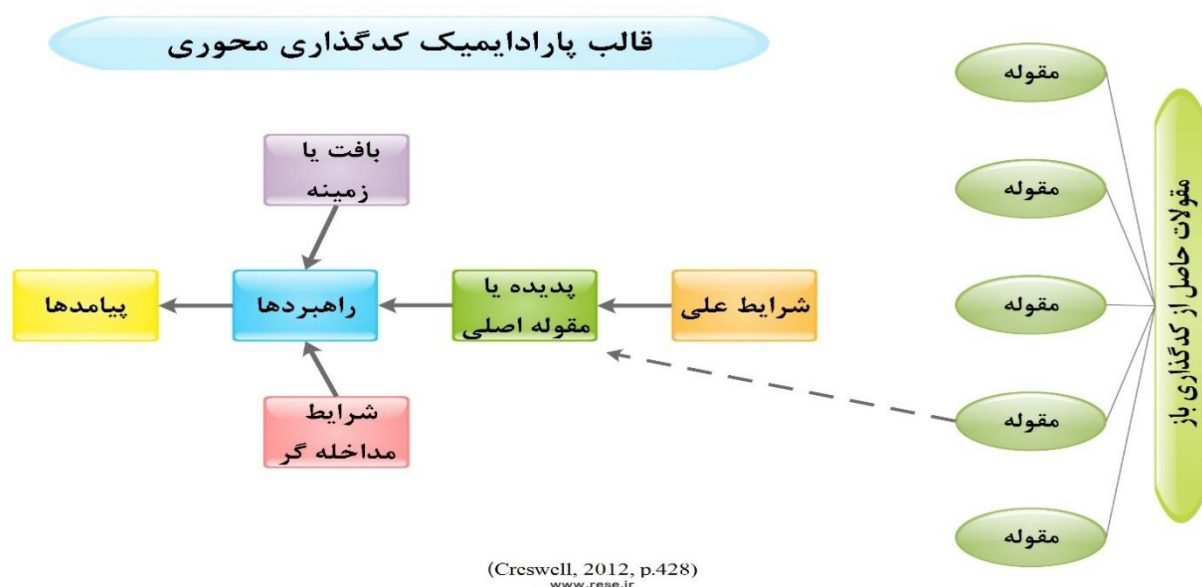 قالب پارادایمیک کدگذاری محوری
مقولات حاصل از کدگذاری باز
مقوله
مقوله
مقوله
مقوله
مقوله
شرایط علی
پدیده یا
مقوله اصلی
بافت یا
زمینه
راهبردها
شرایط
مداخله گر
پیامدها
(Creswell, 2012, p.428)
www.rese.ir